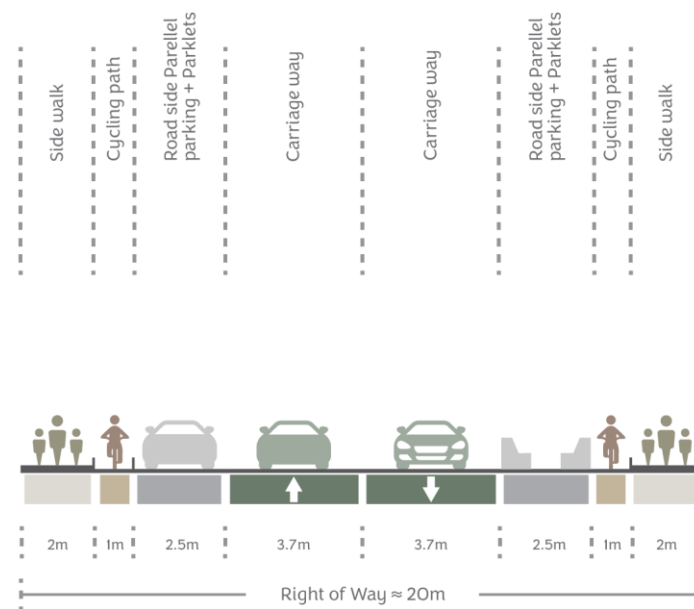 Side walk
Cycling path
Road side Parellel
parking + Parklets
Carriage way
Carriage way
Road side Parellel
parking + Parklets
Cycling path
Side walk
2m
1m
2.5m
3.7m
3.7m
2.5m
1m
2m
Right of Way ≈ 20m